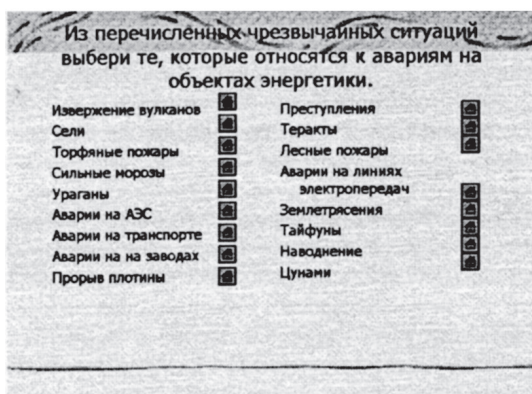 Из перечисленных чрезвычайных ситуаций
выбери те, которые относятся к авариям на
объектах энергетики.
Извержение вулканов
Сели
Торфяные пожары
Сильные морозы
Ураганы
Аварии на АЭС
Аварии на транспорте
Аварии на на заводах
Прорыв плотины
Преступления
Теракты
Лесные пожары
Аварии на линиях
электропередач
Землетрясения
Тайфуны
Наводнение
Цунами